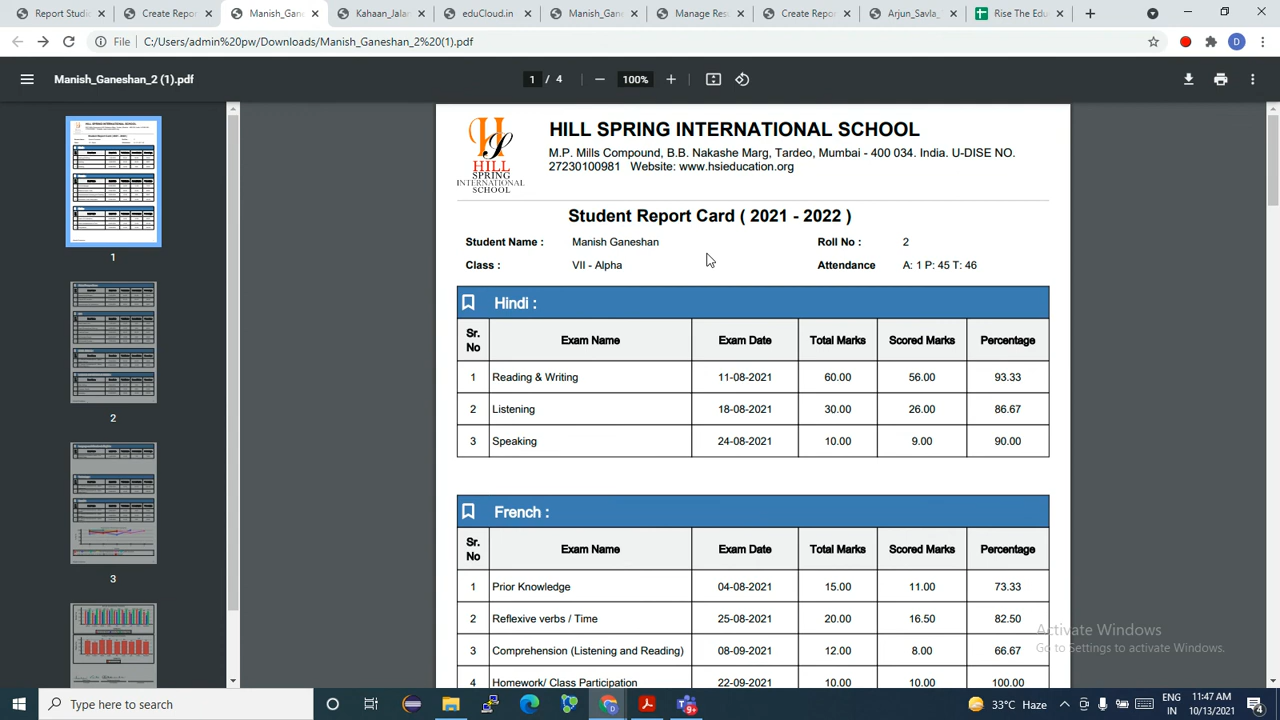 Report Studi
Create Repor
Manish_Gan
Kahaan_Jala
eduCloud.in
Manish_Gane
Manage Res
Create Repor
Arjun_Savla_
Rise The Edu
File C:/Users/admin%20pw/Downloads/Manish_Ganeshan_2%20(1).pdf
D
Manish_Ganeshan_2 (1).pdf
1 / 4
100%
HILL SPRING INTERNATIONAL SCHOOL
M.P. Mills Compound, B.B. Nakashe Marg, Tardeo, Mumbai - 400 034. India. U-DISE NO.
27230100981 Website: www.hsieducation.org
HILL
SPRING
INTERNATIONAL
SCHOOL
Student Report Card ( 2021 - 2022 )
Student Name : Manish Ganeshan Roll No : 2
Class : VII - Alpha Attendance A: 1 P: 45 T: 46
Hindi :
Sr. No Exam Name Exam Date Total Marks Scored Marks Percentage
1 Reading & Writing 11-08-2021 60.00 56.00 93.33
2 Listening 18-08-2021 30.00 26.00 86.67
3 Speaking 24-08-2021 10.00 9.00 90.00
French :
Sr. No Exam Name Exam Date Total Marks Scored Marks Percentage
1 Prior Knowledge 04-08-2021 15.00 11.00 73.33
2 Reflexive verbs / Time 25-08-2021 20.00 16.50 82.50
3 Comprehension (Listening and Reading) 08-09-2021 12.00 8.00 66.67
4 Homework/ Class Participation 22-09-2021 10.00 10.00 100.00
1
2
3
Activate Windows
Go to Settings to activate Windows.
Type here to search
9+
33°C Haze
ENG
IN
11:47 AM
10/13/2021
4